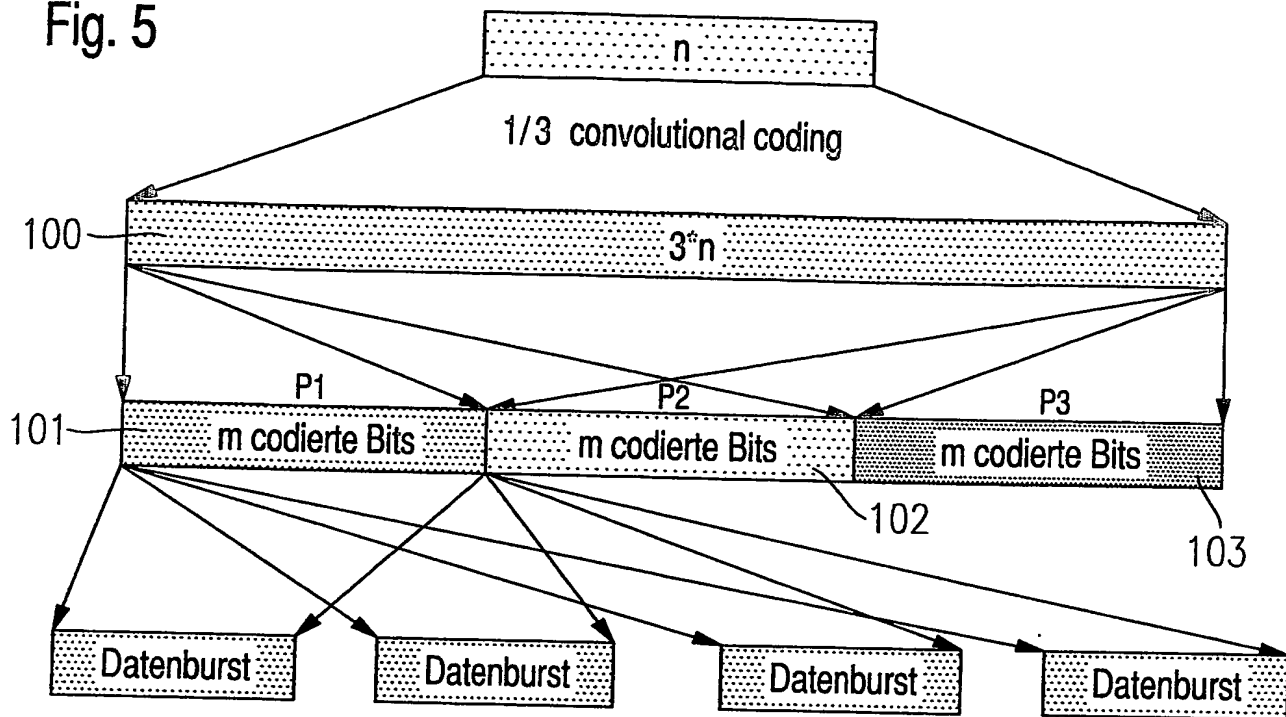 Fig. 5
n
1/3 convolutional coding
100
3*n
P1
P2
P3
101
m codierte Bits
m codierte Bits
m codierte Bits
102
103
Datenburst
Datenburst
Datenburst
Datenburst